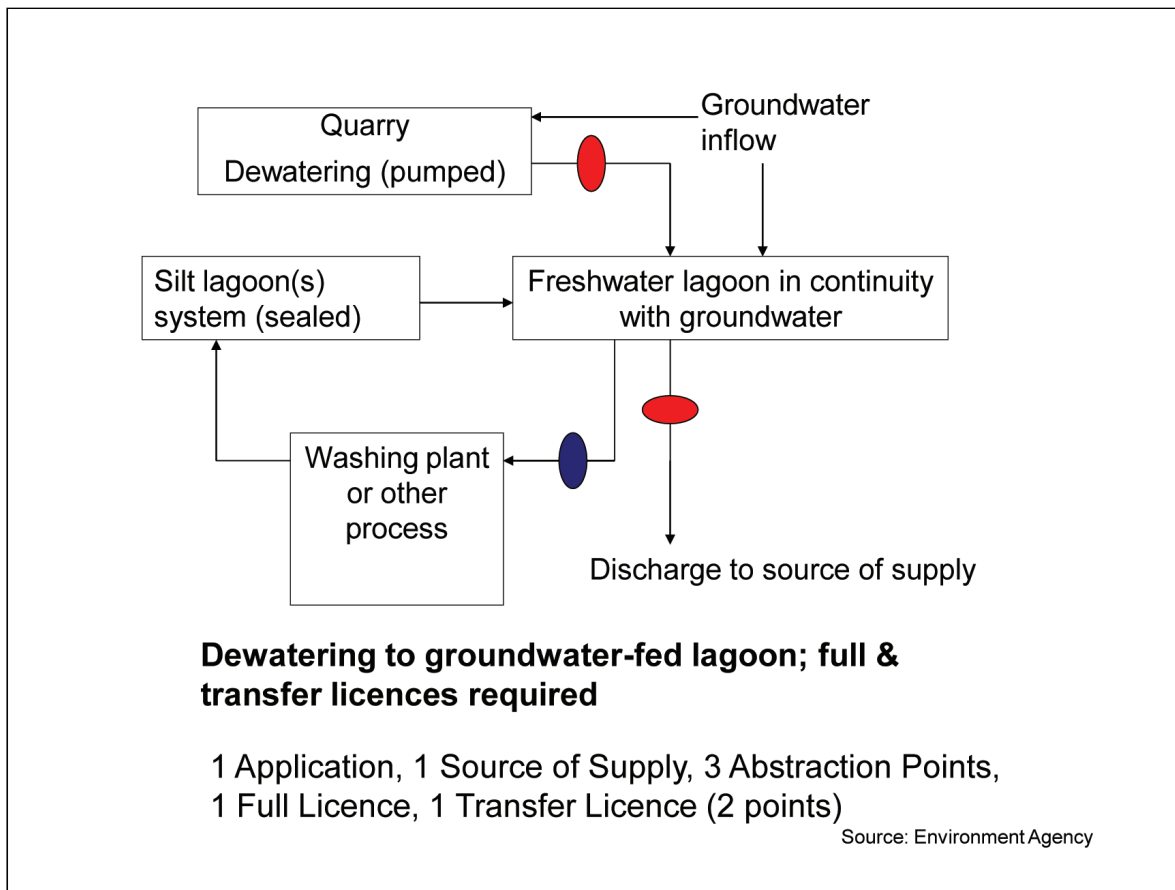 Quarry
Dewatering (pumped)
Groundwater
inflow
Silt lagoon(s)
system (sealed)
Freshwater lagoon in continuity
with groundwater
Washing plant
or other
process
Discharge to source of supply
Dewatering to groundwater-fed lagoon; full &
transfer licences required
1 Application, 1 Source of Supply, 3 Abstraction Points,
1 Full Licence, 1 Transfer Licence (2 points)
Source: Environment Agency